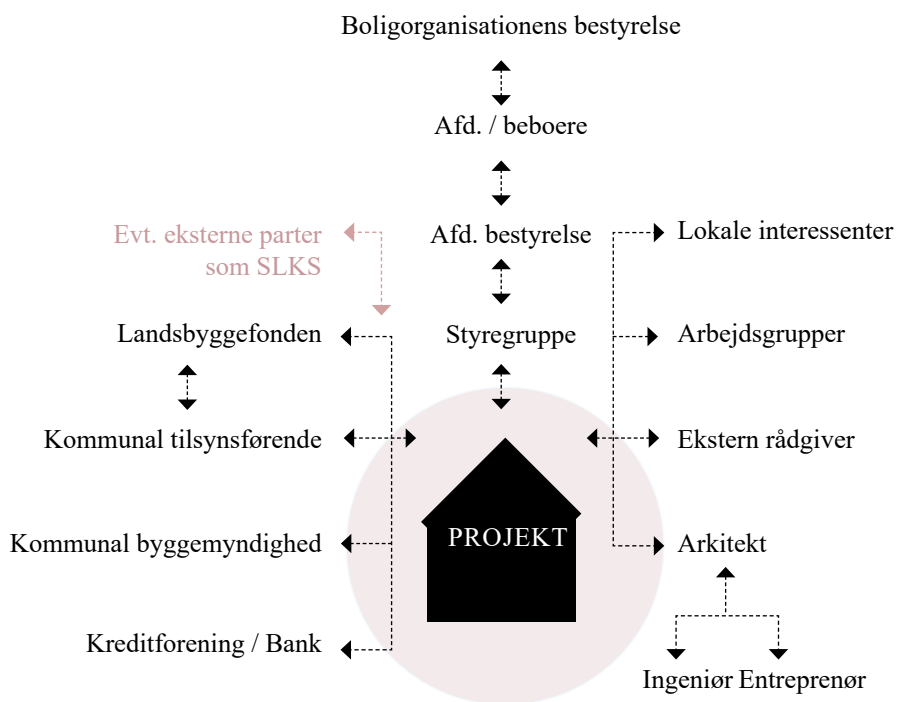 Boligorganisationens bestyrelse
Afd. / beboere
Evt. eksterne parter
som SLKS
Afd. bestyrelse
Lokale interessenter
Landsbyggefonden
Styregruppe
Arbejdsgrupper
Kommunal tilsynsførende
Ekstern rådgiver
Kommunal byggemyndighed
PROJEKT
Arkitekt
Kreditforening / Bank
Ingeniør Entreprenør